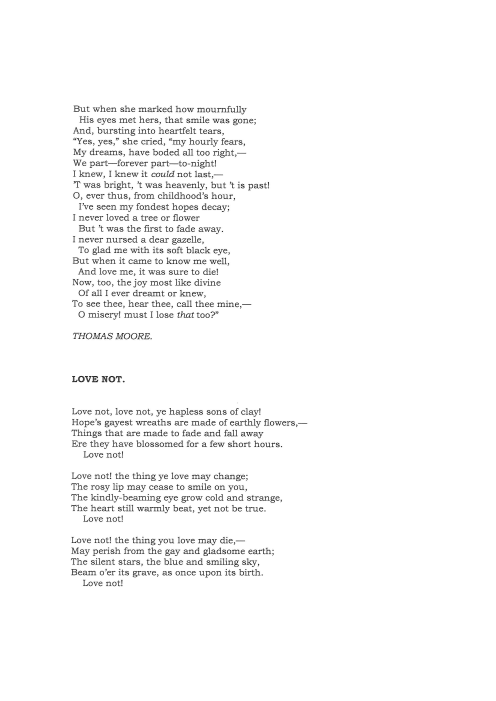 But when she marked how mournfully
His eyes met hers, that smile was gone;
And, bursting into heartfelt tears,
“Yes, yes,” she cried, “my hourly fears,
My dreams, have boded all too right,—
We part—forever part—to-night!
I knew, I knew it could not last,—
’T was bright, ’t was heavenly, but ’t is past!
O, ever thus, from childhood’s hour,
I’ve seen my fondest hopes decay;
I never loved a tree or flower
But ’t was the first to fade away.
I never nursed a dear gazelle,
To glad me with its soft black eye,
But when it came to know me well,
And love me, it was sure to die!
Now, too, the joy most like divine
Of all I ever dreamt or knew,
To see thee, hear thee, call thee mine,—
O misery! must I lose that too?”
THOMAS MOORE.
LOVE NOT.
Love not, love not, ye hapless sons of clay!
Hope’s gayest wreaths are made of earthly flowers,—
Things that are made to fade and fall away
Ere they have blossomed for a few short hours.
Love not!
Love not! the thing ye love may change;
The rosy lip may cease to smile on you,
The kindly-beaming eye grow cold and strange,
The heart still warmly beat, yet not be true.
Love not!
Love not! the thing you love may die,—
May perish from the gay and gladsome earth;
The silent stars, the blue and smiling sky,
Beam o’er its grave, as once upon its birth.
Love not!